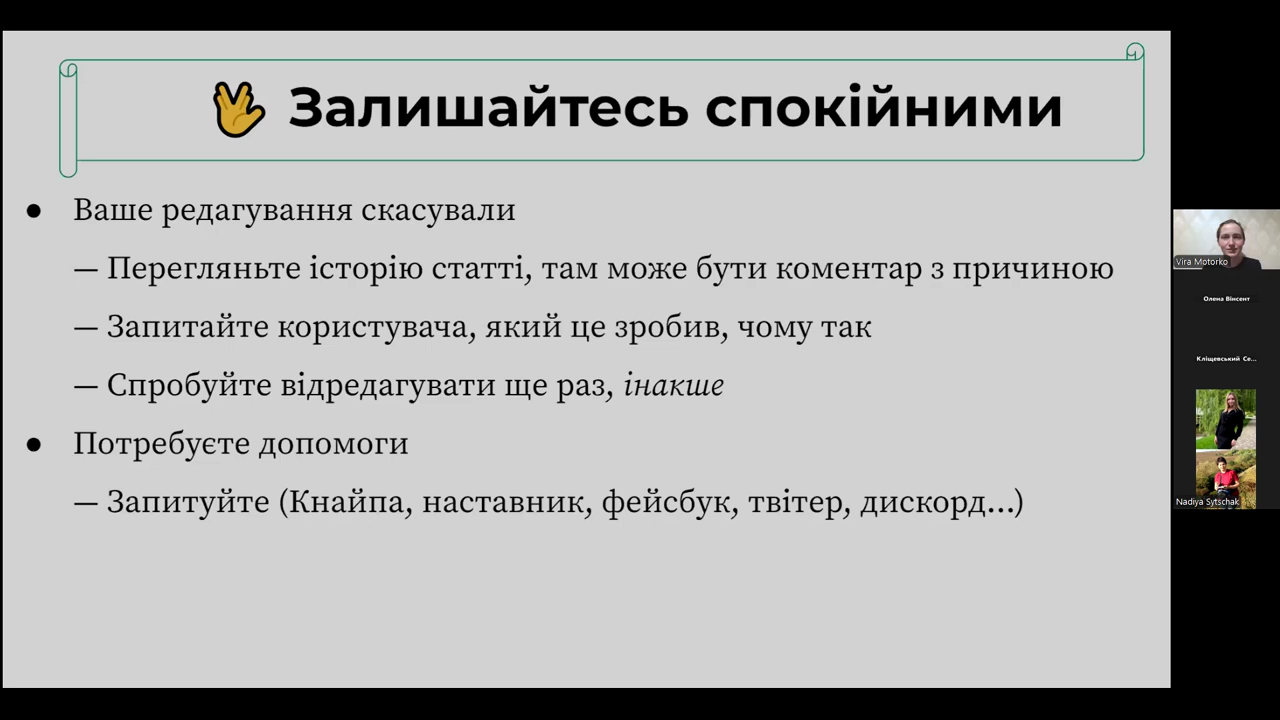 🖖 Залишайтесь спокійними
● Ваше редагування скасували
— Перегляньте історію статті, там може бути коментар з причиною
— Запитайте користувача, який це зробив, чому так
— Спробуйте відредагувати ще раз, інакше
● Потребуєте допомоги
— Запитуйте (Кнайпа, наставник, фейсбук, твітер, дискорд...)
Vira Motorko
Олена Вінсент
Кліщевський Се...
Nadiya Sytschak